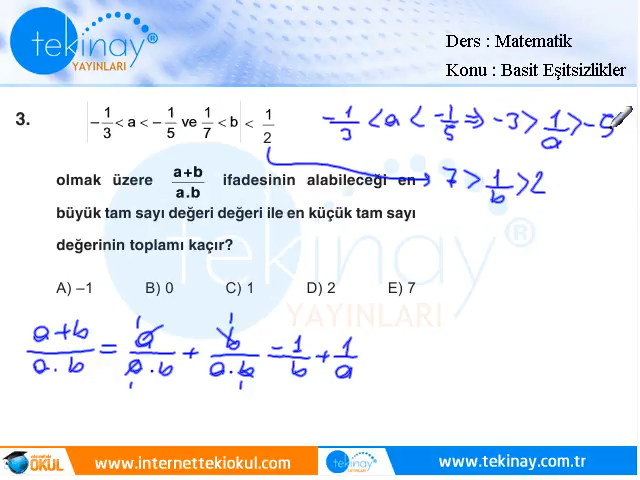 tekinay®
YAYINLARI
Ders : Matematik
Konu : Basit Eşitsizlikler
3. -1/3 < a < -1/5 ve 1/7 < b < 1/2
-1/3 < a < -1/5 ⇒ -3 > 1/a > -5
7 > 1/b > 2
olmak üzere a+b/a.b ifadesinin alabileceği en
büyük tam sayı değeri değeri ile en küçük tam sayı
değerinin toplamı kaçır?
A) –1 B) 0 C) 1 D) 2 E) 7
tekinay®
YAYINLARI
a+b/a.b = a/a.b + b/a.b = 1/b + 1/a
OKUL
www.internettekiokul.com
tekinay
www.tekinay.com.tr